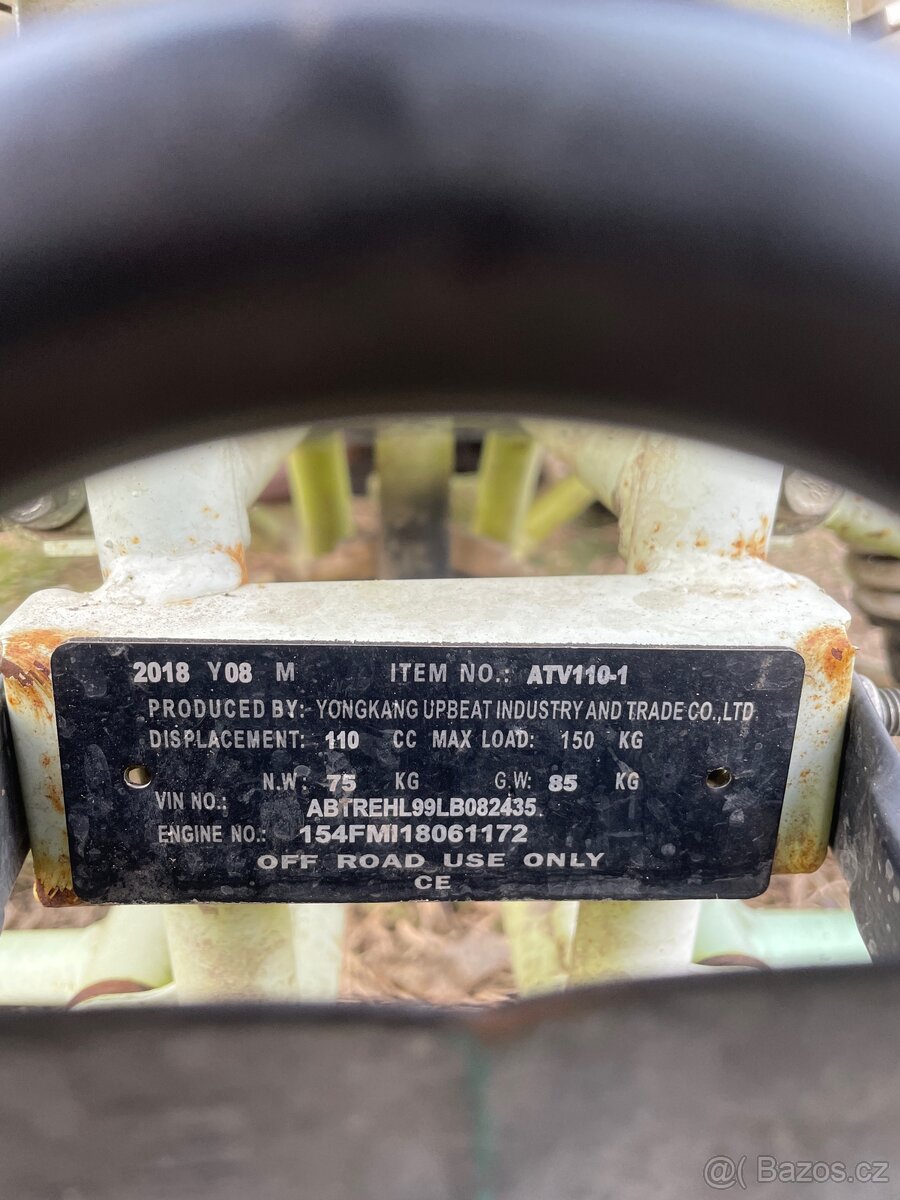 2018 Y08 M ITEM NO.: ATV110-1
PRODUCED BY: YONGKANG UPBEAT INDUSTRY AND TRADE CO.,LTD
DISPLACEMENT: 110 CC MAX LOAD: 150 KG
N.W: 75 KG G.W: 85 KG
VIN NO.: ABTREHL99LB082435
ENGINE NO.: 154FMI18061172
OFF ROAD USE ONLY
CE
@( Bazos.cz